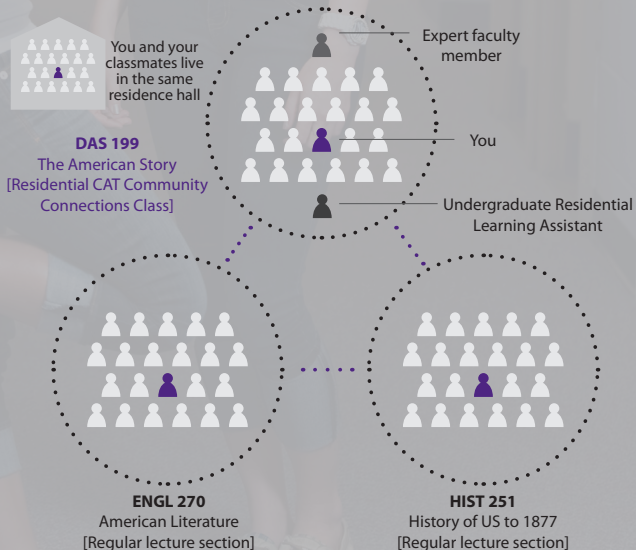 You and your
classmates live
in the same
residence hall
Expert faculty
member
DAS 199
The American Story
[Residential CAT Community
Connections Class]
You
Undergraduate Residential
Learning Assistant
ENGL 270
American Literature
[Regular lecture section]
HIST 251
History of US to 1877
[Regular lecture section]